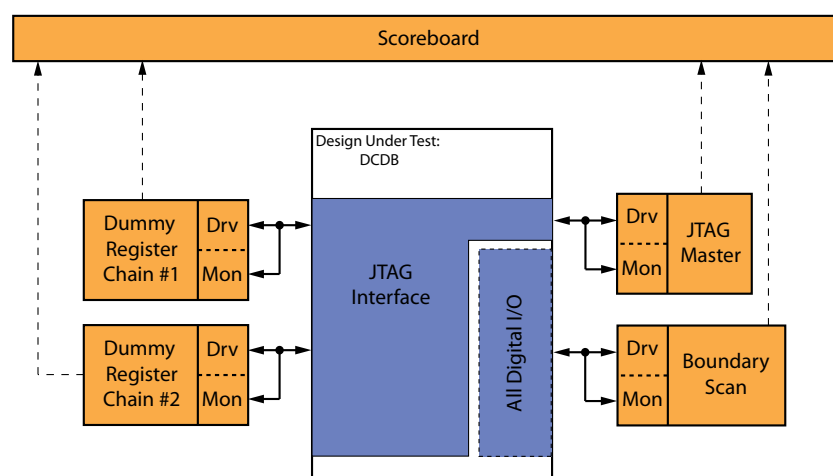 Scoreboard
Design Under Test:
DCDB
Dummy
Register
Chain #1
Drv
Mon
JTAG
Interface
Drv
Mon
JTAG
Master
Dummy
Register
Chain #2
Drv
Mon
All Digital I/O
Drv
Mon
Boundary
Scan